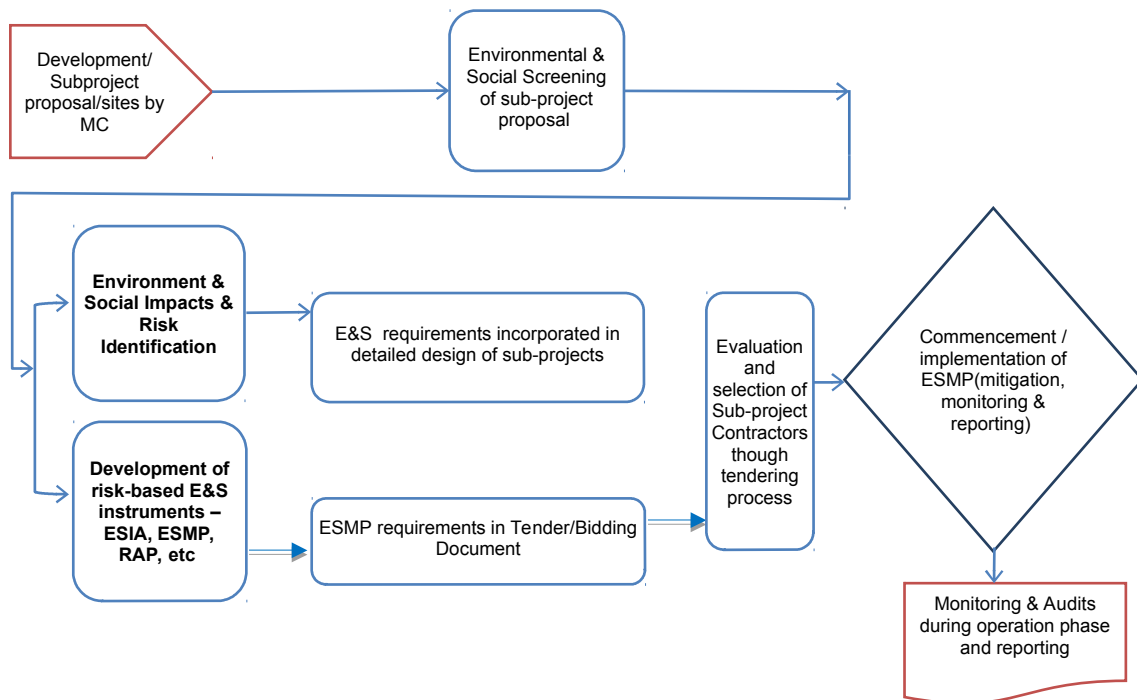 Development/
Subproject
proposal/sites by
MC
Environmental &
Social Screening
of sub-project
proposal
Environment &
Social Impacts &
Risk
Identification
E&S requirements incorporated in
detailed design of sub-projects
Development of
risk-based E&S
instruments –
ESIA, ESMP,
RAP, etc
ESMP requirements in Tender/Bidding
Document
Evaluation
and
selection of
Sub-project
Contractors
though
tendering
process
Commencement /
implementation of
ESMP(mitigation,
monitoring &
reporting)
Monitoring & Audits
during operation phase
and reporting